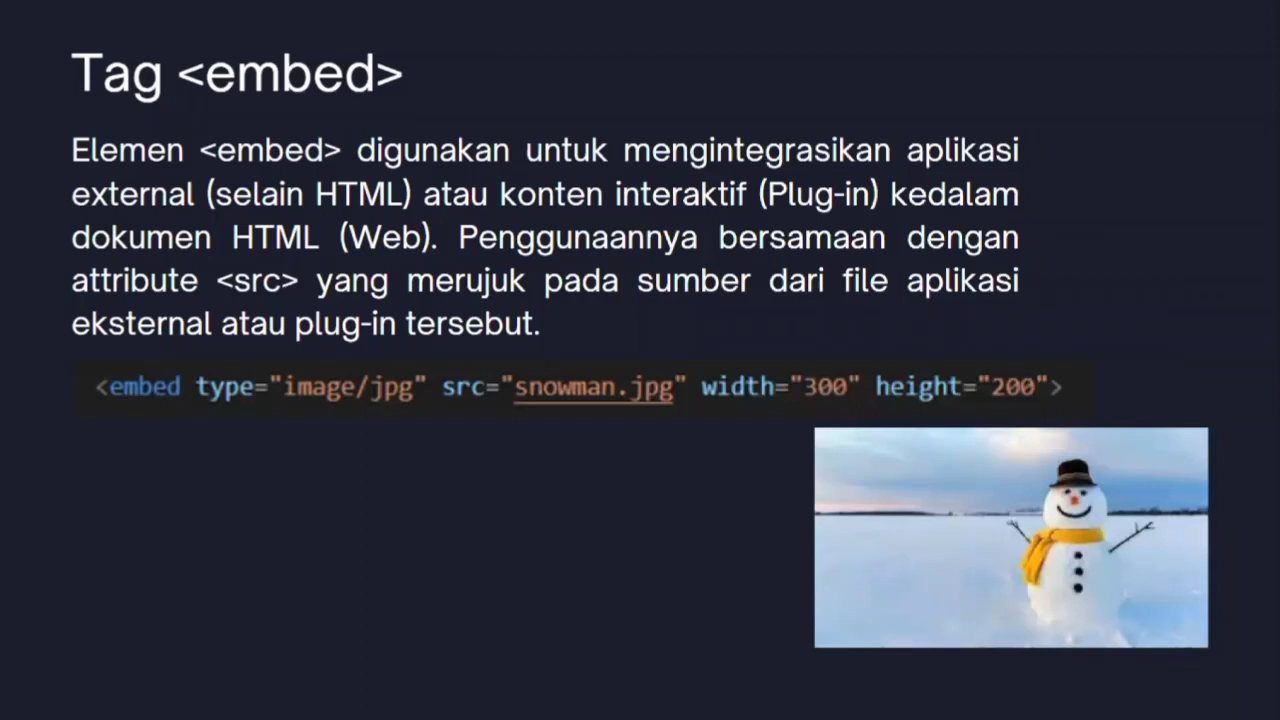 Tag <embed>
Elemen <embed> digunakan untuk mengintegrasikan aplikasi
external (selain HTML) atau konten interaktif (Plug-in) kedalam
dokumen HTML (Web). Penggunaannya bersamaan dengan
attribute <src> yang merujuk pada sumber dari file aplikasi
eksternal atau plug-in tersebut.
<embed type="image/jpg" src="snowman.jpg" width="300" height="200">